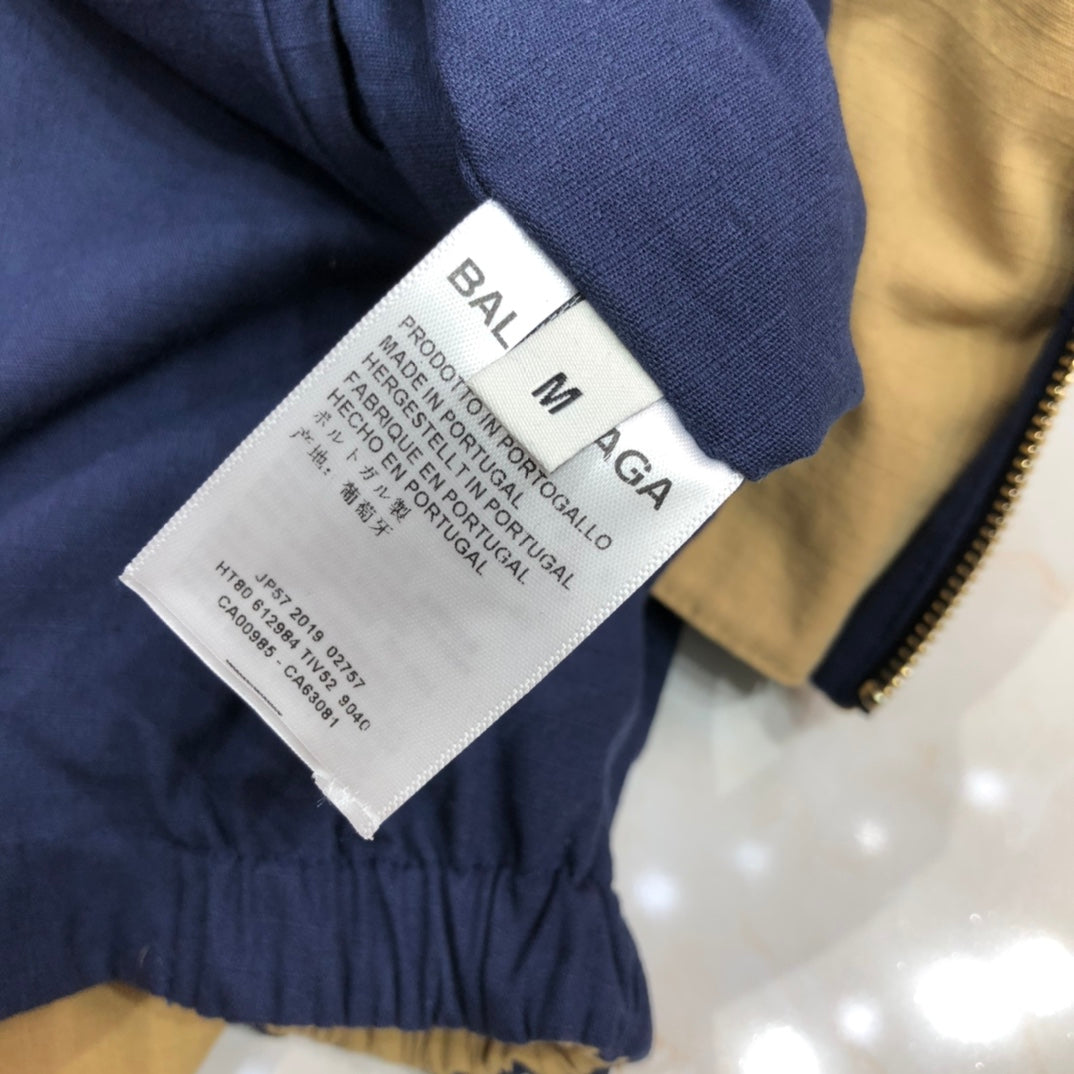 BAL AGA
M
PRODOTTO IN PORTOGALLO
MADE IN PORTUGAL
HERGESTELLT IN PORTUGAL
FABRIQUE EN PORTUGAL
HECHO EN PORTUGAL
ポルトガル製
产地: 葡萄牙
JP57 2019 02757
HT80 612984 TIV52 9040
CA00985 - CA63081